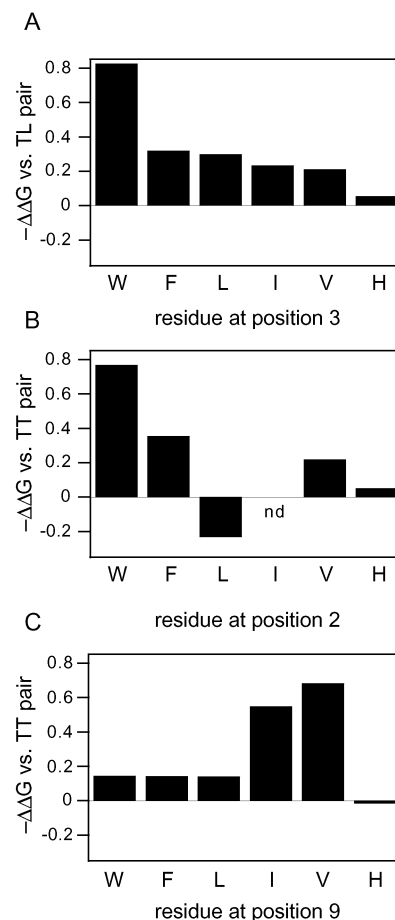 A
−ΔΔG vs. TL pair
0.8
0.6
0.4
0.2
0
-0.2
W F L I V H
residue at position 3
B
−ΔΔG vs. TT pair
0.8
0.6
0.4
0.2
0
-0.2
nd
W F L I V H
residue at position 2
C
−ΔΔG vs. TT pair
0.8
0.6
0.4
0.2
0
-0.2
W F L I V H
residue at position 9